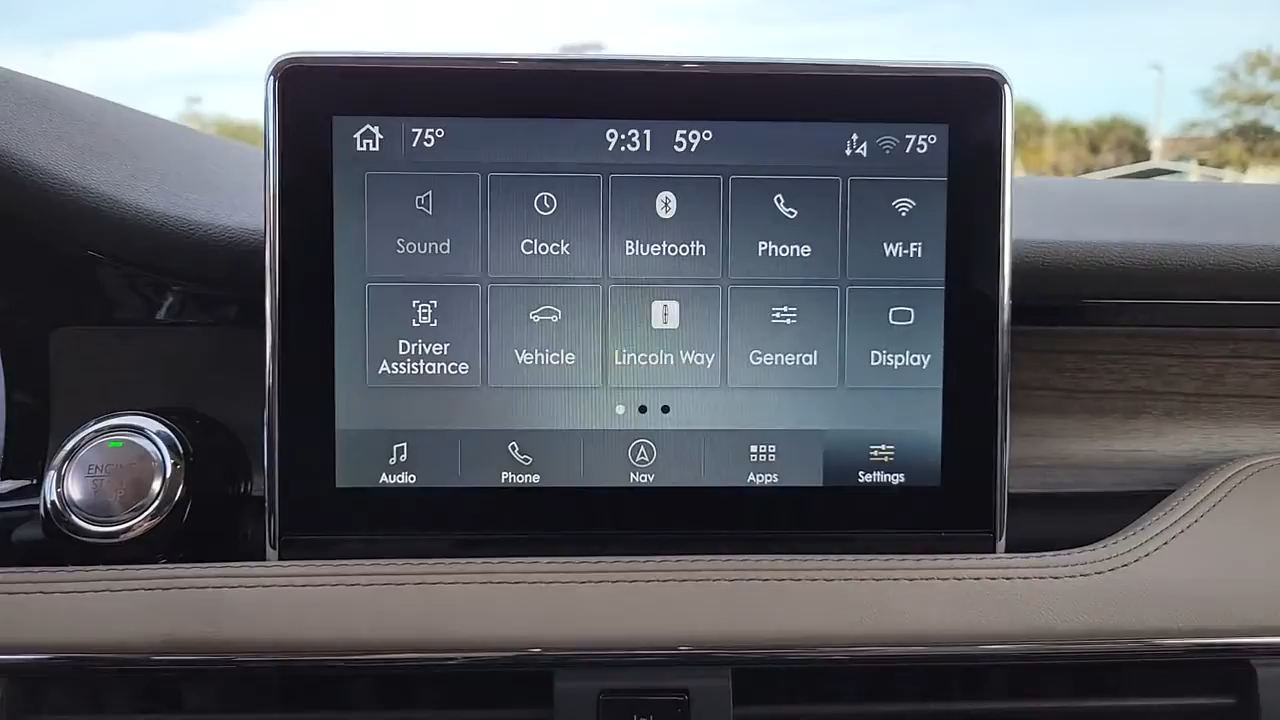 75° 9:31 59° 75°
Sound Clock Bluetooth Phone Wi-Fi
Driver
Assistance Vehicle Lincoln Way General Display
Audio Phone Nav Apps Settings
ENGINE
START
STOP